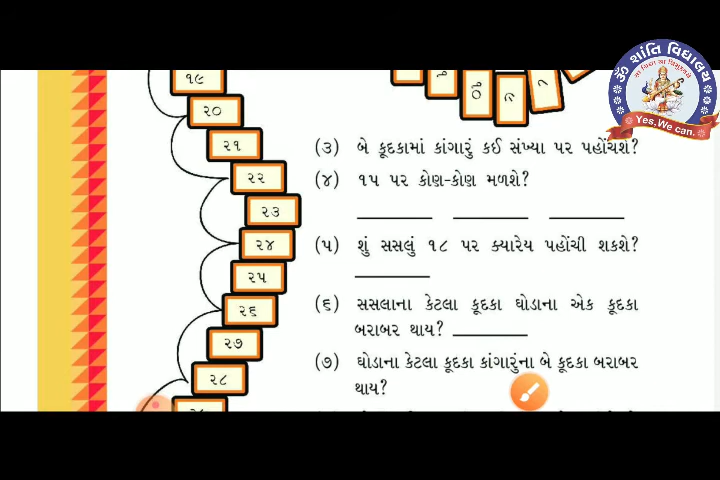 ૐ શાંતિ વિદ્યાલય
Yes.We can.
૧૯
૨૦
૨૧
૨૨
૨૩
૨૪
૨૫
૨૬
૨૭
૨૮
(૩) બે કૂદકામાં કાંગારું કઈ સંખ્યા પર પહોંચશે?
(૪) ૧૫ પર કોણ-કોણ મળશે?
(૫) શું સસલું ૧૮ પર ક્યારેય પહોંચી શકશે?
(૬) સસલાના કેટલા કૂદકા ઘોડાના એક કૂદકા
બરાબર થાય?
(૭) ઘોડાના કેટલા કૂદકા કાંગારુંના બે કૂદકા બરાબર
થાય?